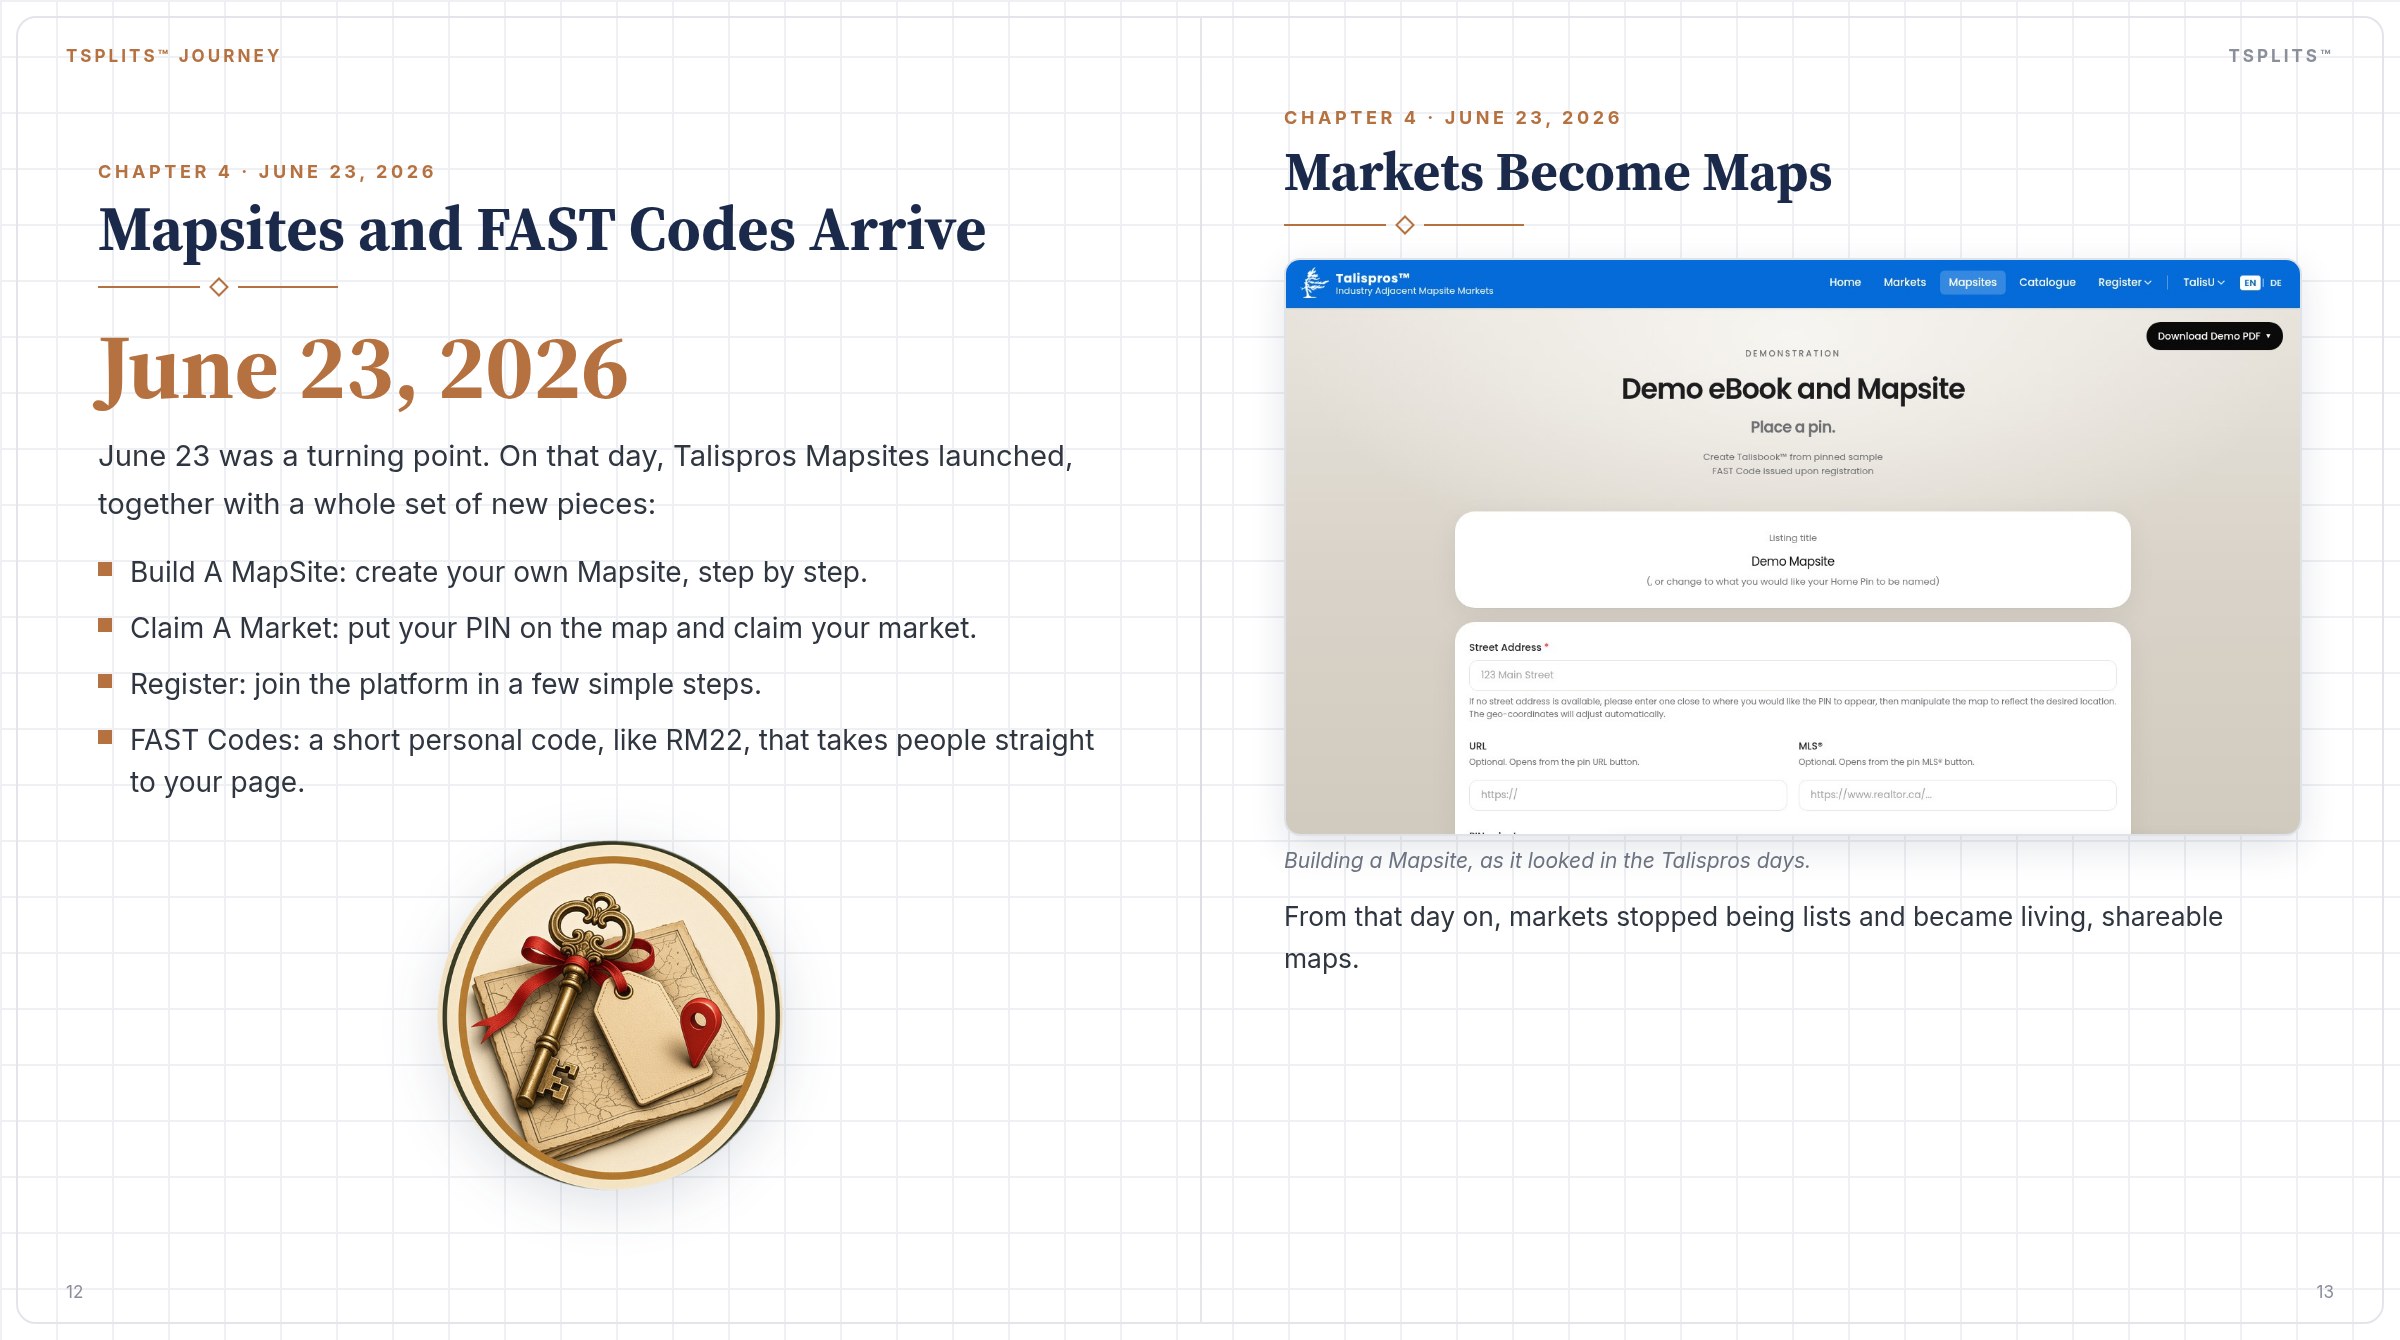 TSPLITS™ JOURNEY
CHAPTER 4 · JUNE 23, 2026
Mapsites and FAST Codes Arrive
June 23, 2026
June 23 was a turning point. On that day, Talispros Mapsites launched,
together with a whole set of new pieces:
Build A MapSite: create your own Mapsite, step by step.
Claim A Market: put your PIN on the map and claim your market.
Register: join the platform in a few simple steps.
FAST Codes: a short personal code, like RM22, that takes people straight
to your page.
12
TSPLITS™
CHAPTER 4 · JUNE 23, 2026
Markets Become Maps
Talispros™
Industry Adjacent Mapsite Markets
Home Markets Mapsites Catalogue Register TalisU EN | DE
Download Demo PDF
DEMONSTRATION
Demo eBook and Mapsite
Place a pin.
Create Talisbook™ from pinned sample
FAST Code issued upon registration
Listing title
Demo Mapsite
(, or change to what you would like your Home Pin to be named)
Street Address *
123 Main Street
If no street address is available, please enter one close to where you would like the PIN to appear, then manipulate the map to reflect the desired location.
The geo-coordinates will adjust automatically.
URL MLS®
Optional. Opens from the pin URL button. Optional. Opens from the pin MLS® button.
https:// https://www.realtor.ca/...
Building a Mapsite, as it looked in the Talispros days.
From that day on, markets stopped being lists and became living, shareable
maps.
13